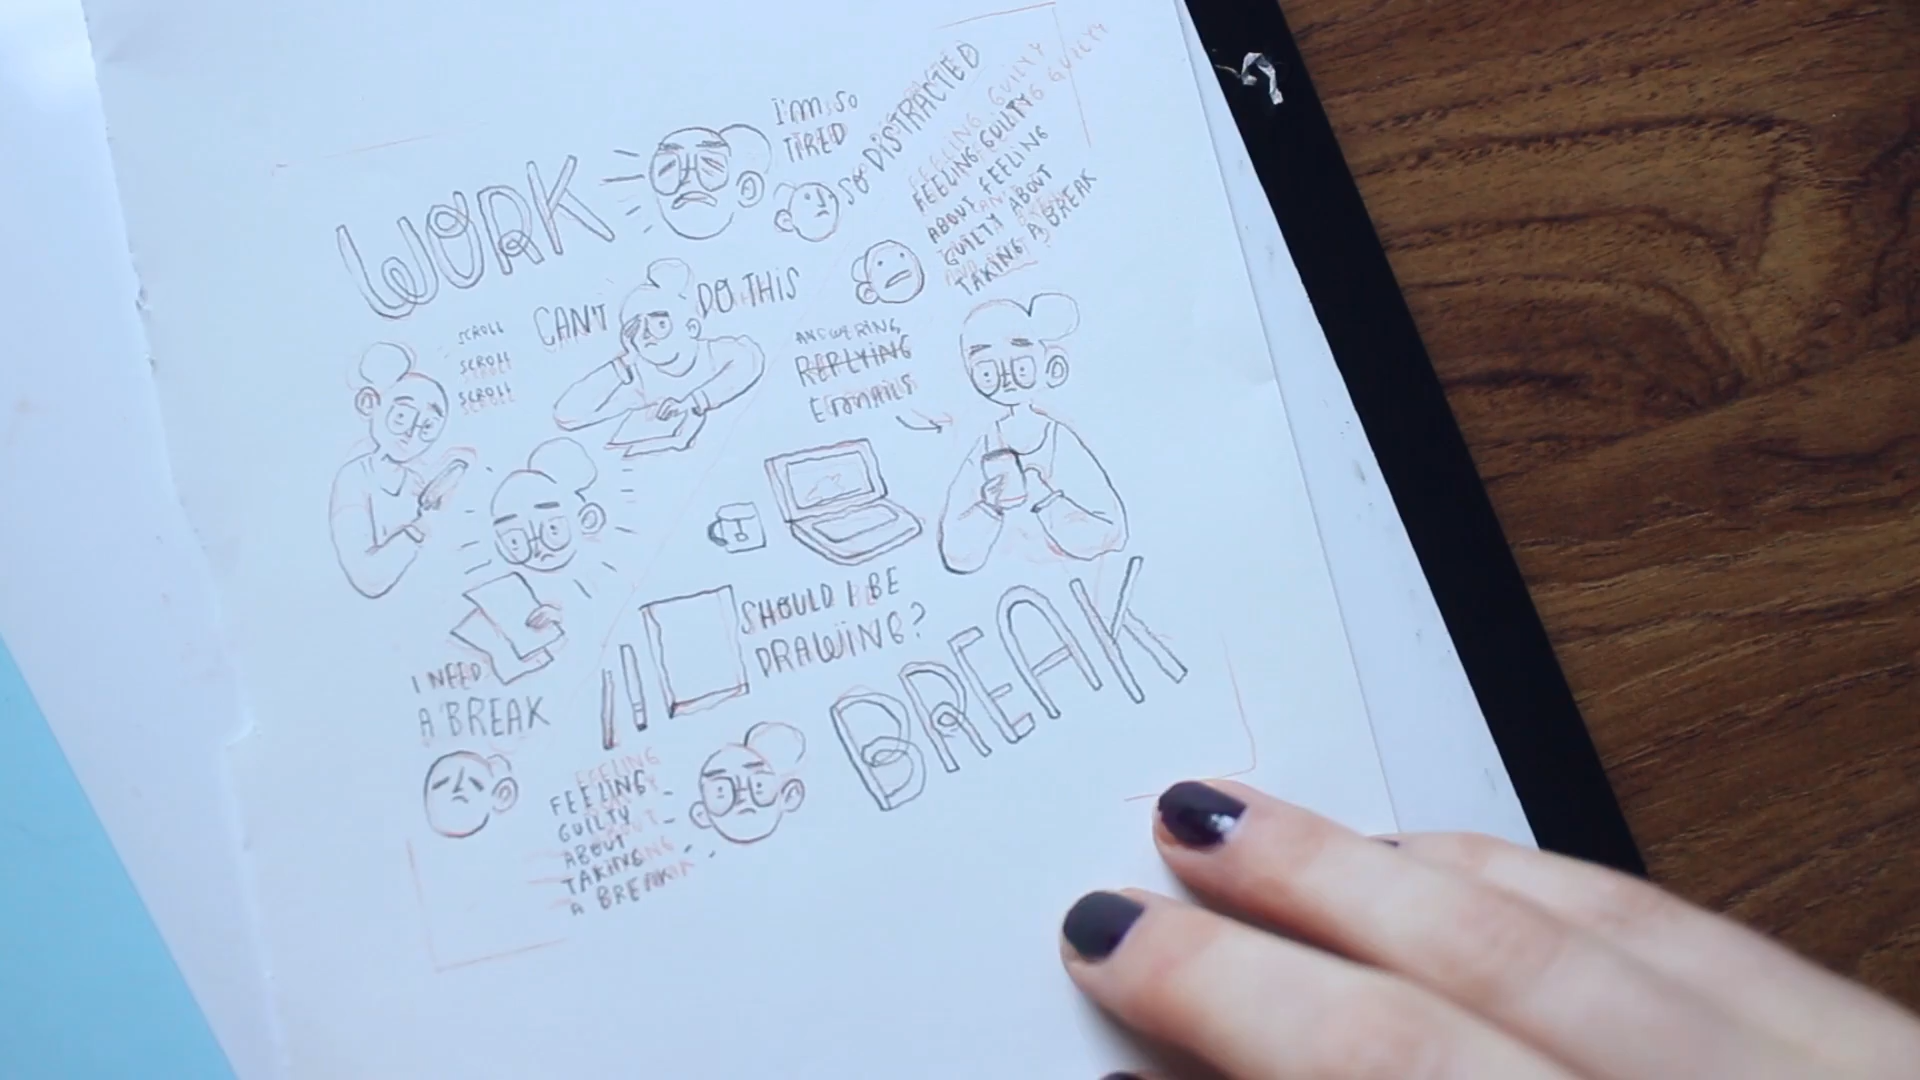 WORK
I'M SO
TIRED
SO DISTRACTED
FEELING GUILTY
ABOUT FEELING
GUILTY ABOUT
TAKING A BREAK
CAN'T DO THIS
SCROLL
SCROLL
SCROLL
ANSWERING
REPLYING
EMAILS
I NEED
A BREAK
SHOULD I BE
DRAWING?
BREAK
FEELING
GUILTY
ABOUT
TAKING
A BREAK